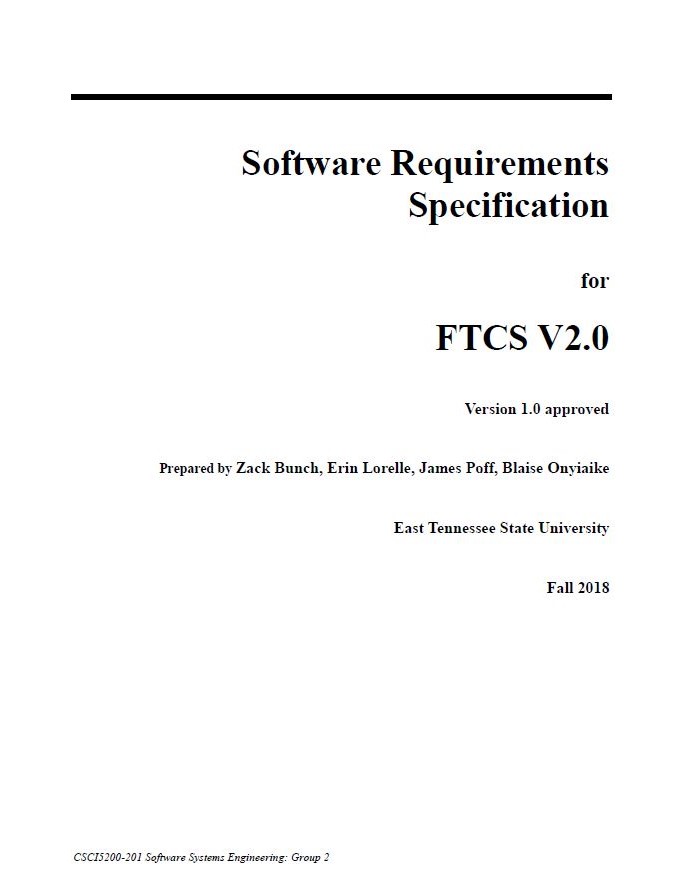 Software Requirements
Specification
for
FTCS V2.0
Version 1.0 approved
Prepared by Zack Bunch, Erin Lorelle, James Poff, Blaise Onyiaike
East Tennessee State University
Fall 2018
CSCI5200-201 Software Systems Engineering: Group 2